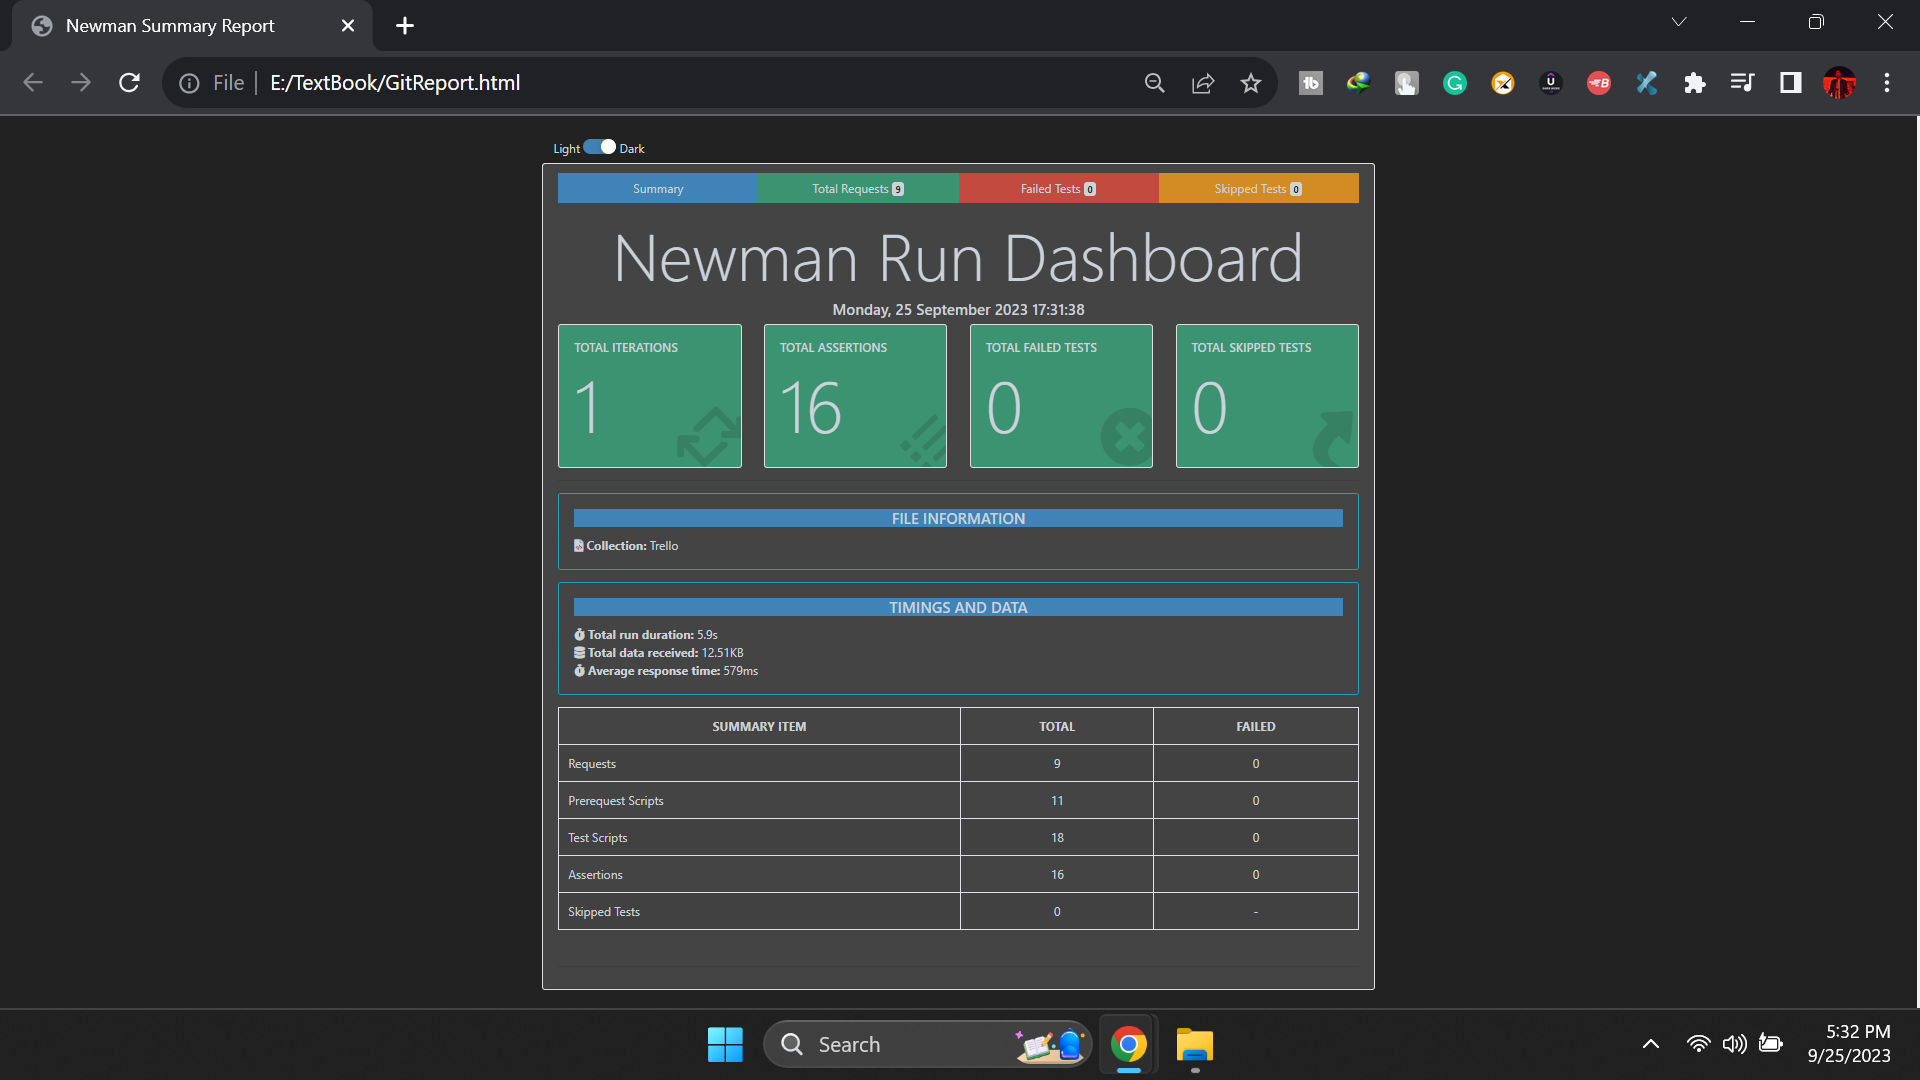 Newman Summary Report
File E:/TextBook/GitReport.html
Light Dark
Summary Total Requests 9 Failed Tests 0 Skipped Tests 0
Newman Run Dashboard
Monday, 25 September 2023 17:31:38
TOTAL ITERATIONS TOTAL ASSERTIONS TOTAL FAILED TESTS TOTAL SKIPPED TESTS
1 16 0 0
FILE INFORMATION
Collection: Trello
TIMINGS AND DATA
Total run duration: 5.9s
Total data received: 12.51KB
Average response time: 579ms
SUMMARY ITEM TOTAL FAILED
Requests 9 0
Prerequest Scripts 11 0
Test Scripts 18 0
Assertions 16 0
Skipped Tests 0 -
Search
5:32 PM
9/25/2023